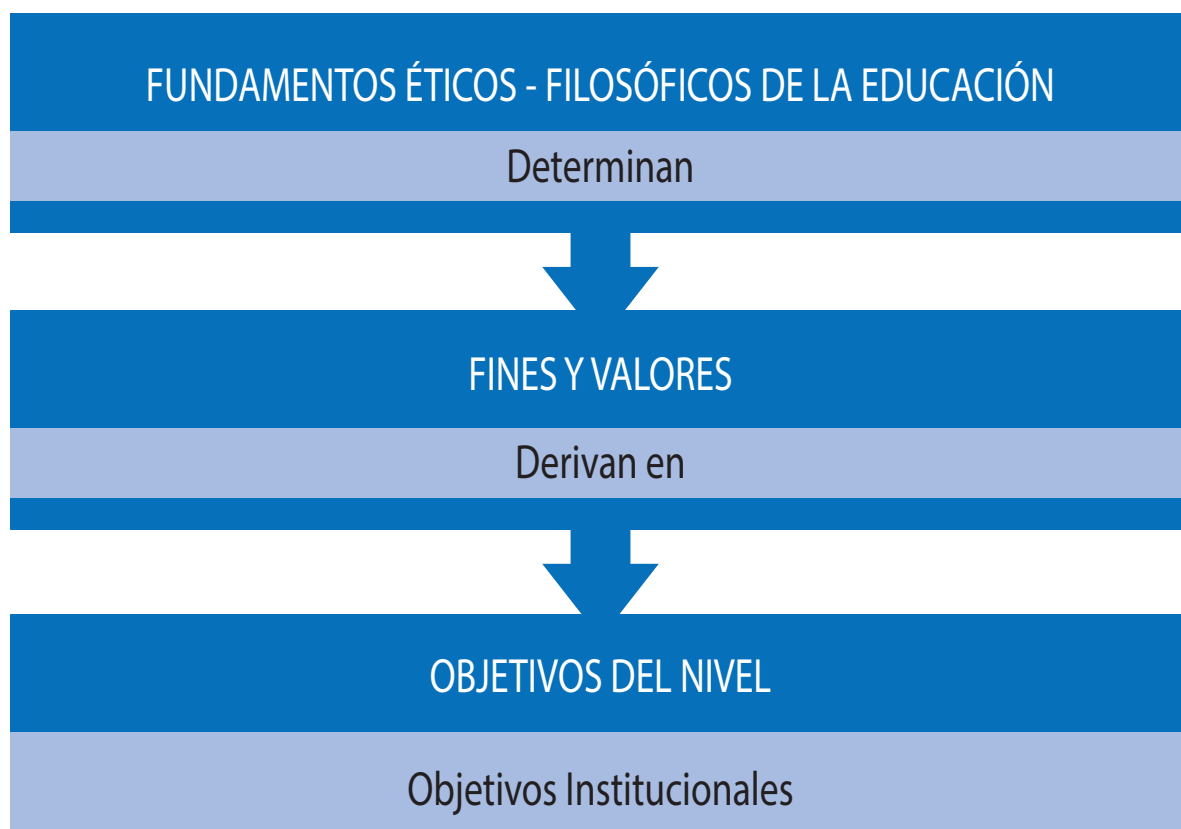 FUNDAMENTOS ÉTICOS - FILOSÓFICOS DE LA EDUCACIÓN
Determinan
FINES Y VALORES
Derivan en
OBJETIVOS DEL NIVEL
Objetivos Institucionales